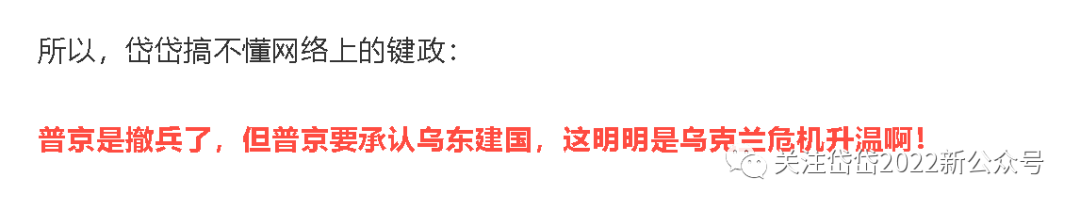 所以，岱岱搞不懂网络上的键政：
普京是撤兵了，但普京要承认乌东建国，这明明是乌克兰危机升温啊！
关注岱岱2022新公众号